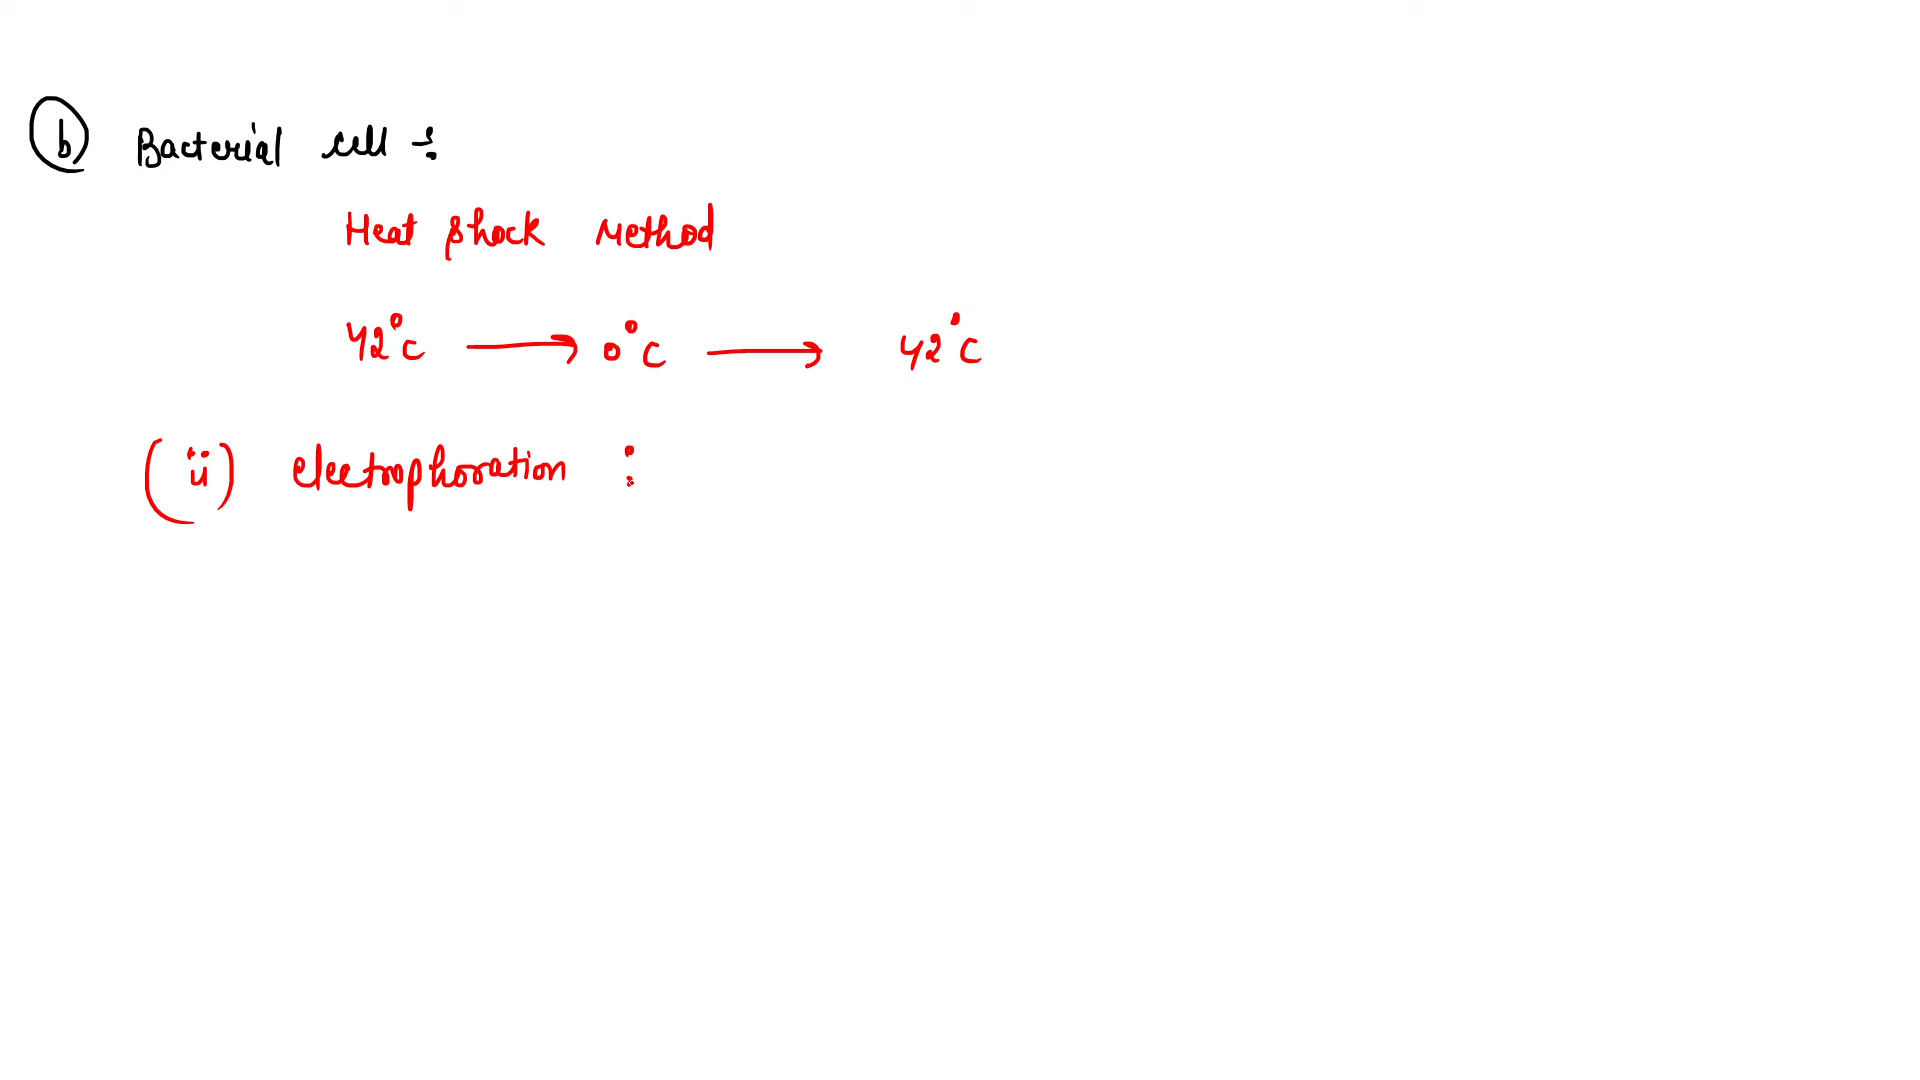 b Bacterial cell :-
Heat shock Method
42°C → 0°C → 42°C
(ii) electrophoration :